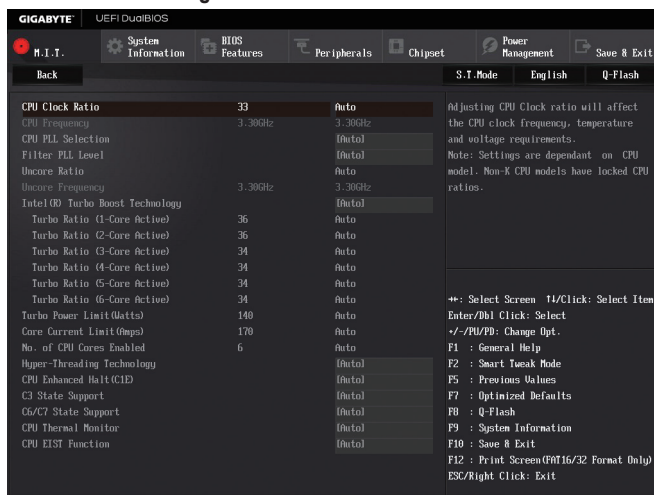 GIGABYTE™ UEFI DualBIOS
M.I.T.
System Information
BIOS Features
Peripherals
Chipset
Power Management
Save & Exit
Back S.T.Mode English Q-Flash
CPU Clock Ratio 33 Auto
CPU Frequency 3.30GHz 3.30GHz
CPU PLL Selection [Auto]
Filter PLL Level [Auto]
Uncore Ratio Auto
Uncore Frequency 3.30GHz 3.30GHz
Intel(R) Turbo Boost Technology [Auto]
Turbo Ratio (1-Core Active) 36 Auto
Turbo Ratio (2-Core Active) 36 Auto
Turbo Ratio (3-Core Active) 34 Auto
Turbo Ratio (4-Core Active) 34 Auto
Turbo Ratio (5-Core Active) 34 Auto
Turbo Ratio (6-Core Active) 34 Auto
Turbo Power Limit(Watts) 140 Auto
Core Current Limit(Amps) 170 Auto
No. of CPU Cores Enabled 6 Auto
Hyper-Threading Technology [Auto]
CPU Enhanced Halt(C1E) [Auto]
C3 State Support [Auto]
C6/C7 State Support [Auto]
CPU Thermal Monitor [Auto]
CPU EIST Function [Auto]
Adjusting CPU Clock ratio will affect
the CPU clock frequency, temperature
and voltage requirements.
Note: Settings are dependant on CPU
model. Non-K CPU models have locked CPU
ratios.
→←: Select Screen ↑↓/Click: Select Item
Enter/Dbl Click: Select
+/-/PU/PD: Change Opt.
F1 : General Help
F2 : Smart Tweak Mode
F5 : Previous Values
F7 : Optimized Defaults
F8 : Q-Flash
F9 : System Information
F10 : Save & Exit
F12 : Print Screen(FAT16/32 Format Only)
ESC/Right Click: Exit